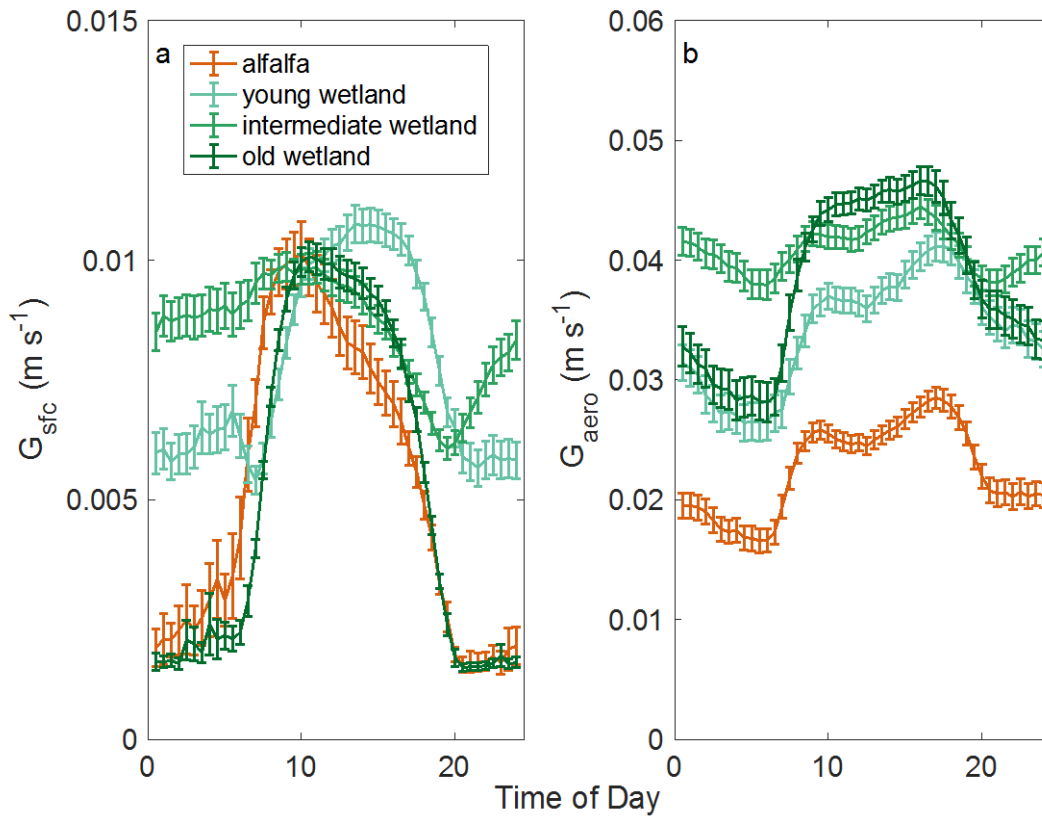 0.015
0.01
0.005
0
G_sfc (m s⁻¹)
a
alfalfa
young wetland
intermediate wetland
old wetland
0 10 20
0.06
0.05
0.04
0.03
0.02
0.01
0
G_aero (m s⁻¹)
b
0 10 20
Time of Day